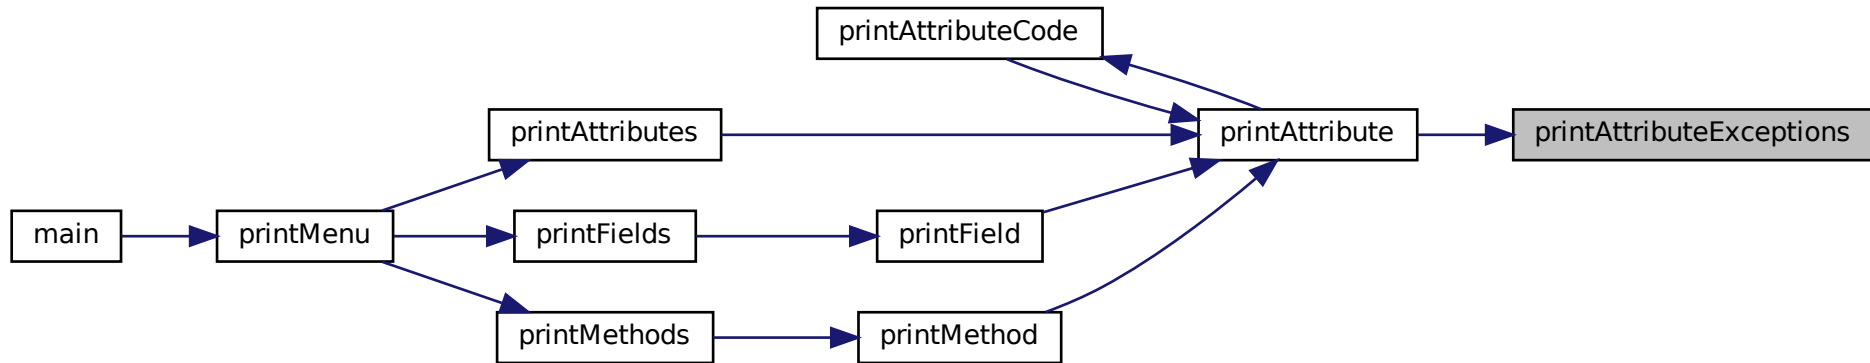 printAttributeCode
printAttributes
printAttribute
printAttributeExceptions
main
printMenu
printFields
printField
printMethods
printMethod